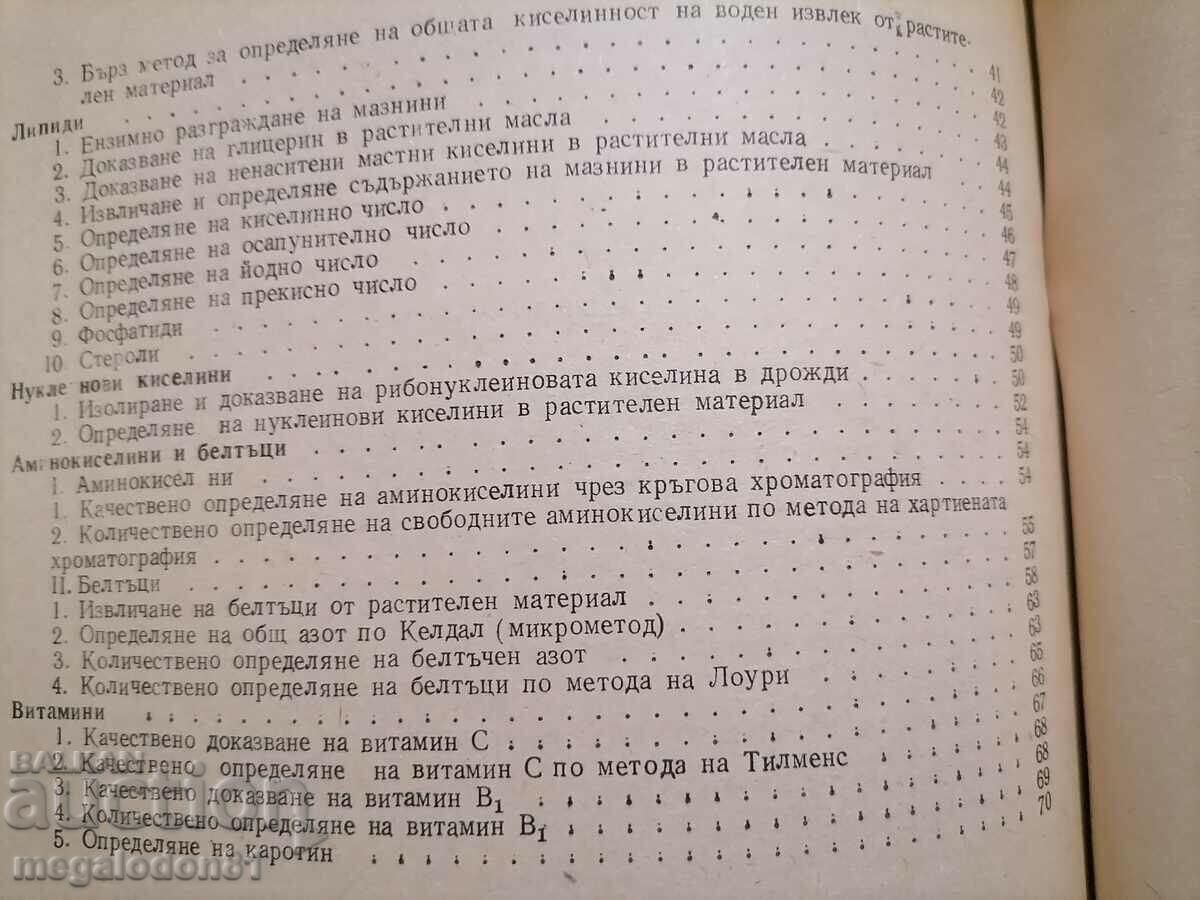 3. Бърз метод за определяне на общата киселинност на воден извлек от растите-
лен материал . . . . . . . . . . 41
Липиди . . . . . . . . . . 42
1. Ензимно разграждане на мазнини . . . . . . . . . . 42
2. Доказване на глицерин в растителни масла . . . . . . . . . . 43
3. Доказване на ненаситени мастни киселини в растителни масла . . . . . . 44
4. Извличане и определяне съдържанието на мазнини в растителен материал . . 44
5. Определяне на киселинно число . . . . . . . . . . 45
6. Определяне на осапунително число . . . . . . . . . . 46
7. Определяне на йодно число . . . . . . . . . . 47
8. Определяне на прекисно число . . . . . . . . . . 48
9. Фосфатиди . . . . . . . . . . 49
10. Стероли . . . . . . . . . . 49
Нукле нови киселини . . . . . . . . . . 50
1. Изолиране и доказване на рибонуклеиновата киселина в дрожди . . . . . 50
2. Определяне на нуклеинови киселини в растителен материал . . . . . . 52
Аминокиселини и белтъци . . . . . . . . . . 54
I. Аминокисел ни . . . . . . . . . . 54
1. Качествено определяне на аминокиселини чрез кръгова хроматография . . . . 54
2. Количествено определяне на свободните аминокиселини по метода на хартиената
хроматография . . . . . . . . . . 55
II. Белтъци . . . . . . . . . . 57
1. Извличане на белтъци от растителен материал . . . . . . . . . . 58
2. Определяне на общ азот по Келдал (микрометод) . . . . . . . . . . 63
3. Количествено определяне на белтъчен азот . . . . . . . . . . 63
4. Количествено определяне на белтъци по метода на Лоури . . . . . . 65
Витамини . . . . . . . . . . 66
1. Качествено доказване на витамин C . . . . . . . . . . 67
2. Качествено определяне на витамин C по метода на Тилменс . . . . . 68
3. Качествено доказване на витамин B₁ . . . . . . . . . . 68
4. Количествено определяне на витамин B₁ . . . . . . . . . . 69
5. Определяне на каротин . . . . . . . . . . 70
BALKAN
auction
megalodon81